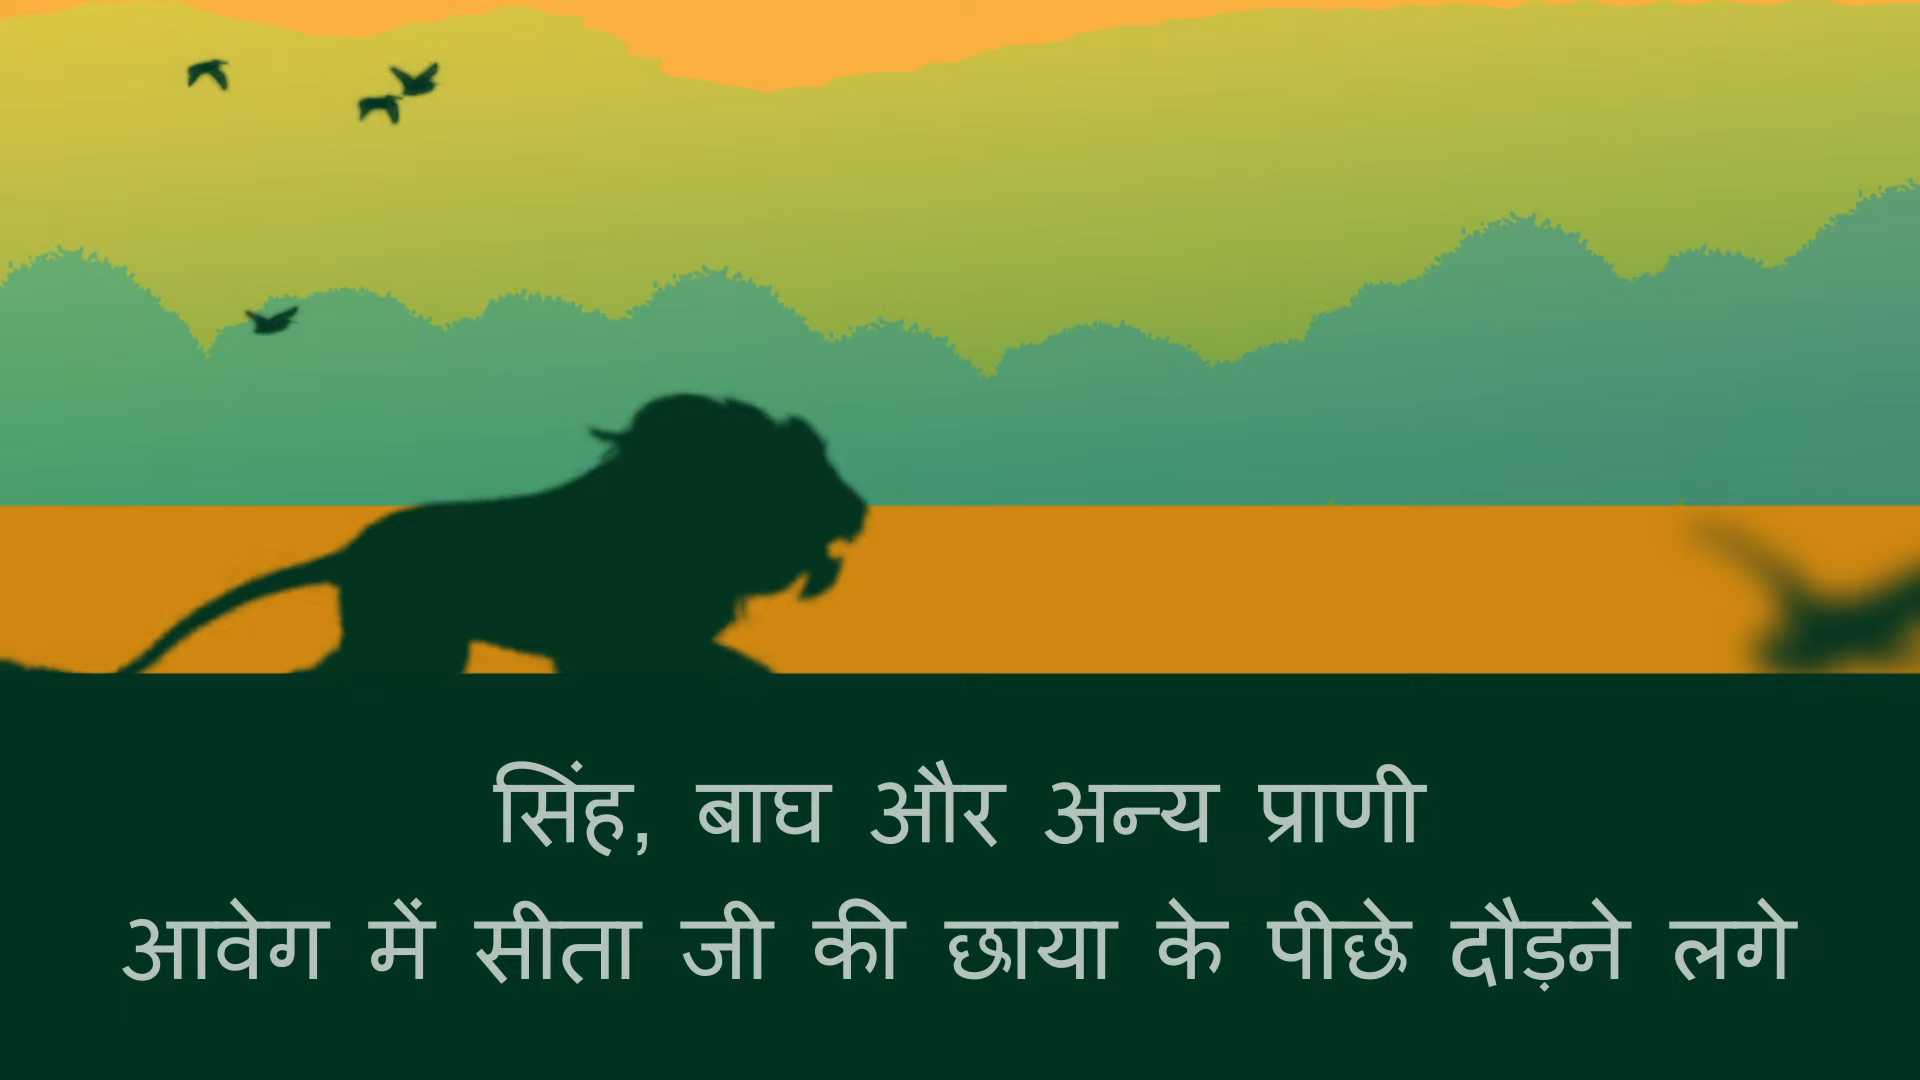 सिंह, बाघ और अन्य प्राणी
आवेग में सीता जी की छाया के पीछे दौड़ने लगे